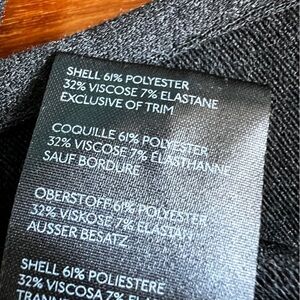 SHELL 61% POLYESTER
32% VISCOSE 7% ELASTANE
EXCLUSIVE OF TRIM
COQUILLE 61% POLYESTER
32% VISCOSE 7% ELASTHANNE
SAUF BORDURE
OBERSTOFF 61% POLYESTER
32% VISKOSE 7% ELASTAN
AUSSER BESATZ
SHELL 61% POLIESTERE
32% VISCOSA 7%